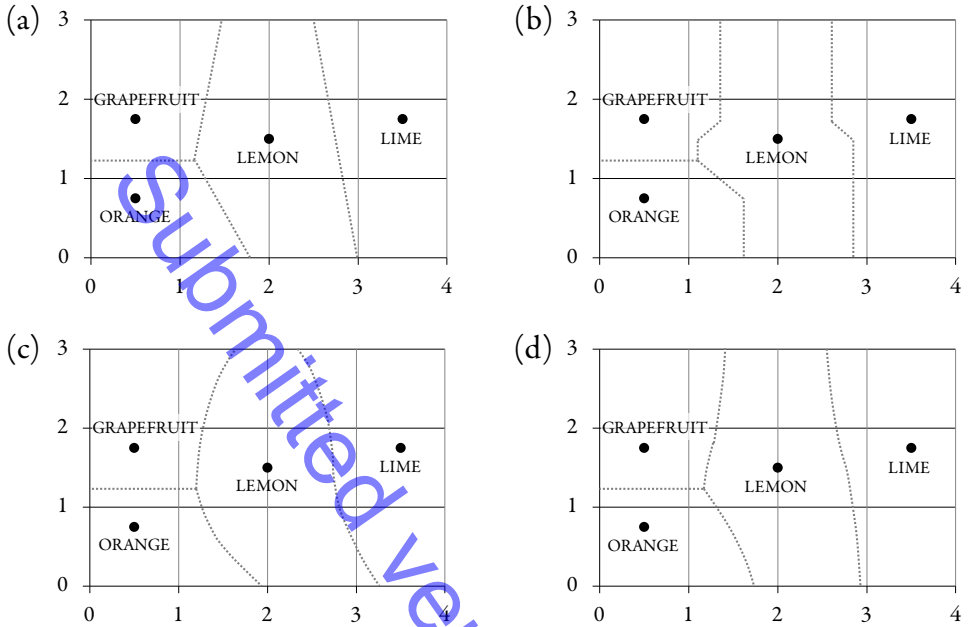 (a)
3
2
1
0
0 1 2 3 4
GRAPEFRUIT
LEMON
LIME
ORANGE
(b)
3
2
1
0
0 1 2 3 4
GRAPEFRUIT
LEMON
LIME
ORANGE
(c)
3
2
1
0
0 1 2 3 4
GRAPEFRUIT
LEMON
LIME
ORANGE
(d)
3
2
1
0
0 1 2 3 4
GRAPEFRUIT
LEMON
LIME
ORANGE
Submitted ve